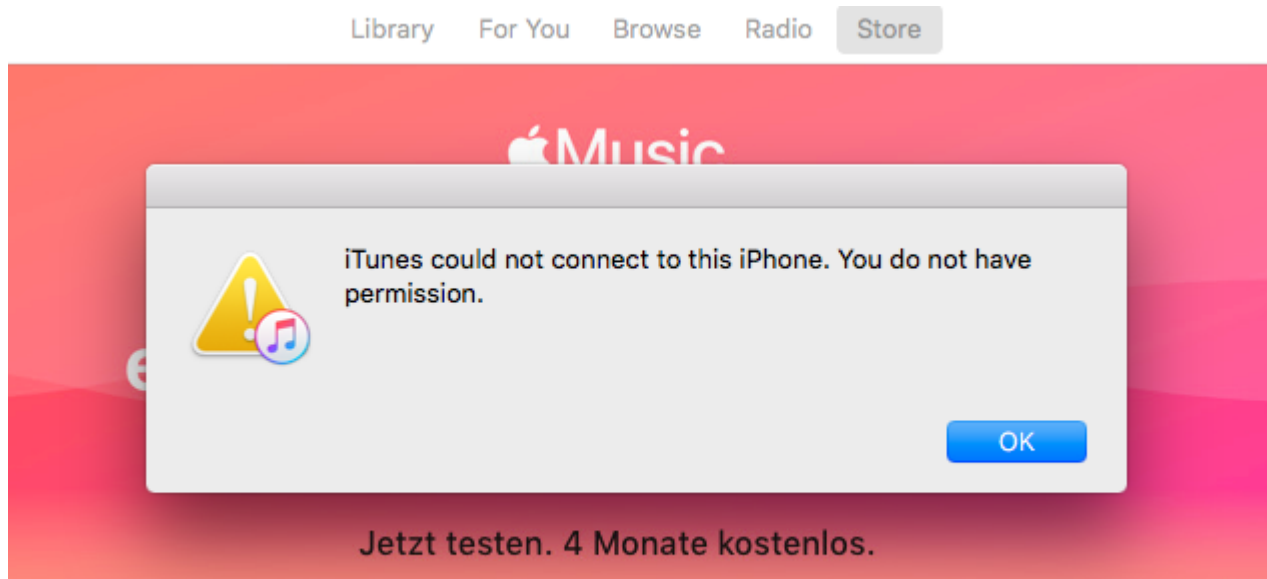 Library For You Browse Radio Store
Music
iTunes could not connect to this iPhone. You do not have
permission.
OK
Jetzt testen. 4 Monate kostenlos.